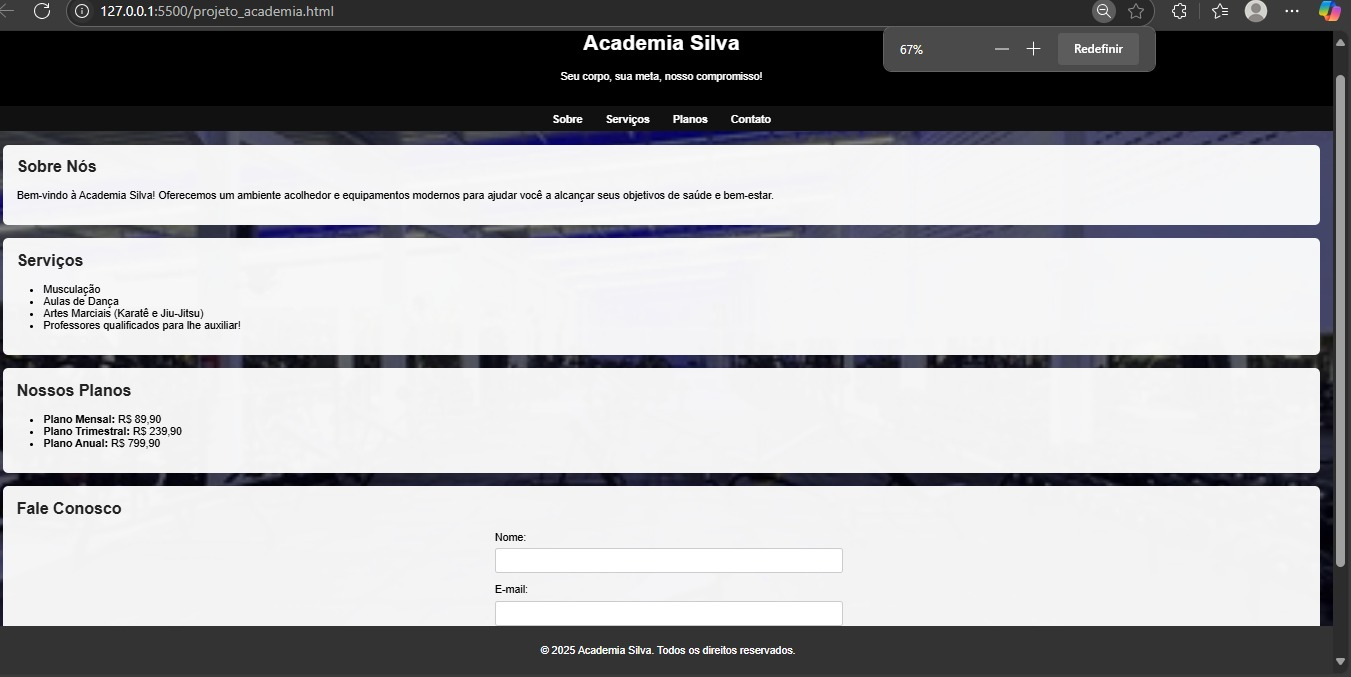 127.0.0.1:5500/projeto_academia.html
67%
Redefinir
Academia Silva
Seu corpo, sua meta, nosso compromisso!
Sobre Serviços Planos Contato
Sobre Nós
Bem-vindo à Academia Silva! Oferecemos um ambiente acolhedor e equipamentos modernos para ajudar você a alcançar seus objetivos de saúde e bem-estar.
Serviços
Musculação
Aulas de Dança
Artes Marciais (Karatê e Jiu-Jitsu)
Professores qualificados para lhe auxiliar!
Nossos Planos
Plano Mensal: R$ 89,90
Plano Trimestral: R$ 239,90
Plano Anual: R$ 799,90
Fale Conosco
Nome:
E-mail:
© 2025 Academia Silva. Todos os direitos reservados.